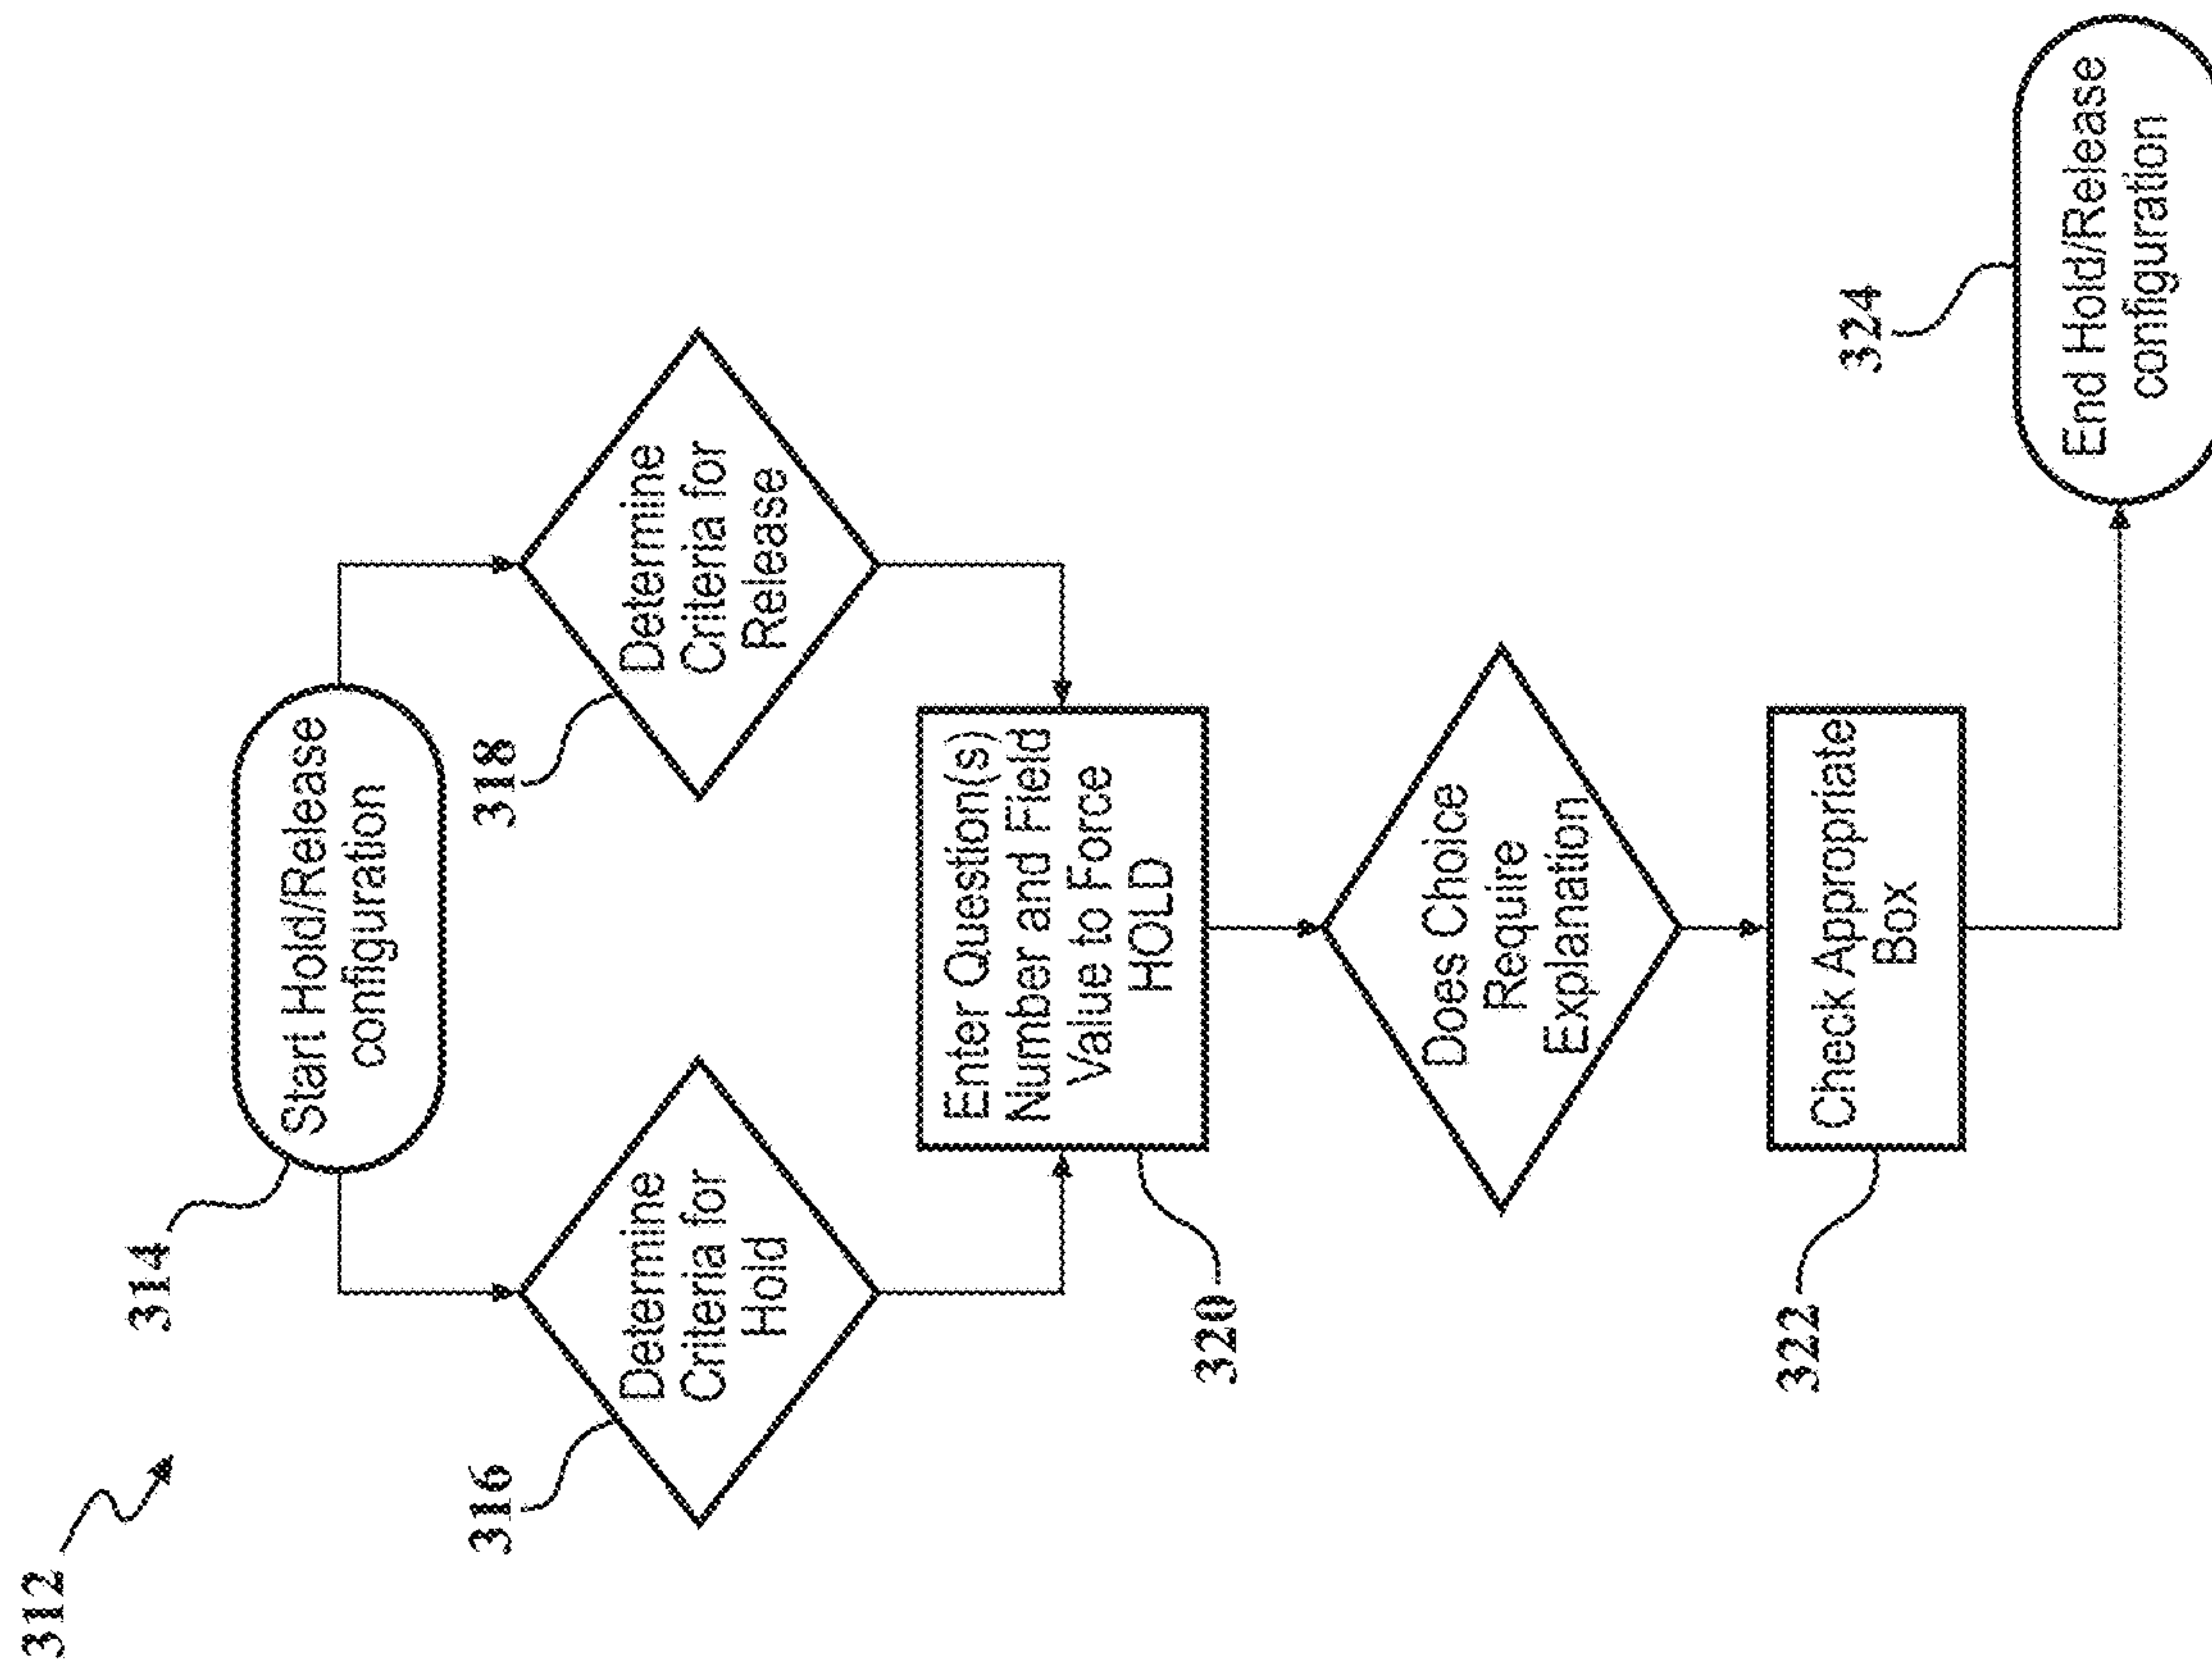 312
314
Start Hold/Release
configuration
316
Determine
Criteria for
Hold
318
Determine
Criteria for
Release
320
Enter Question(s)
Number and Field
Value to Force
HOLD
Does Choice
Require
Explanation
322
Check Appropriate
Box
324
End Hold/Release
configuration